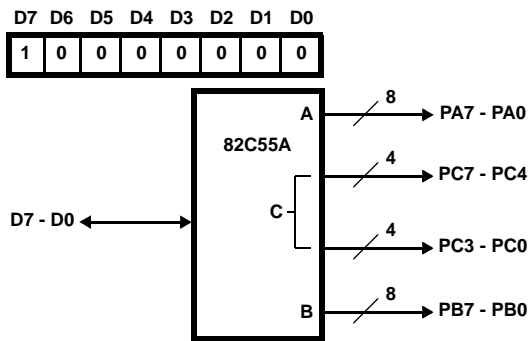 D7 D6 D5 D4 D3 D2 D1 D0
1 0 0 0 0 0 0 0
8
A PA7 - PA0
82C55A
4
PC7 - PC4
C
D7 - D0
4
PC3 - PC0
8
B PB7 - PB0